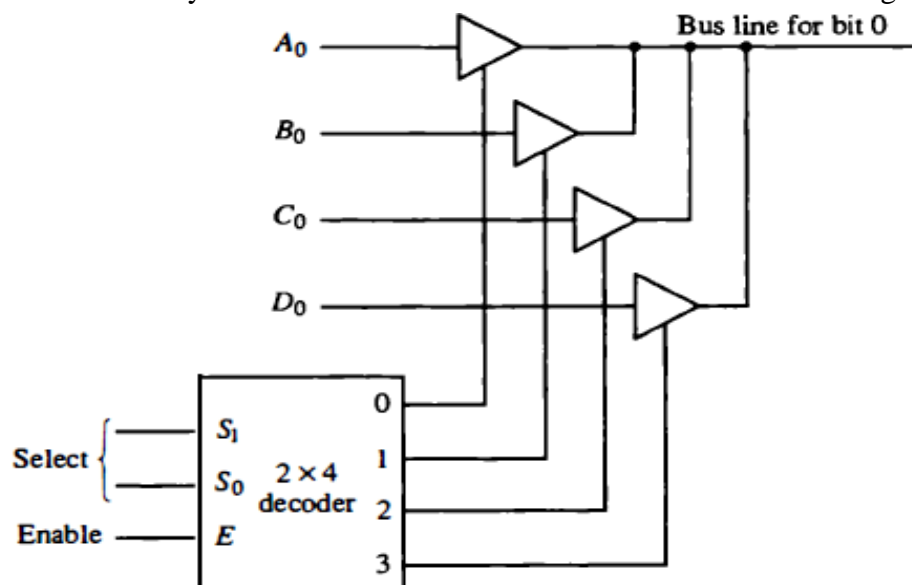 Bus line for bit 0
A0
B0
C0
D0
0
S1
1
Select
S0
2 × 4
decoder
2
Enable
E
3